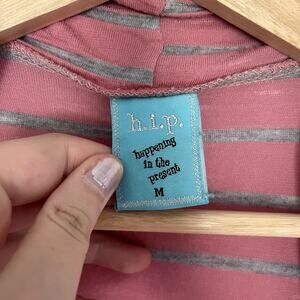 h.i.p.
happening
in the
present
M